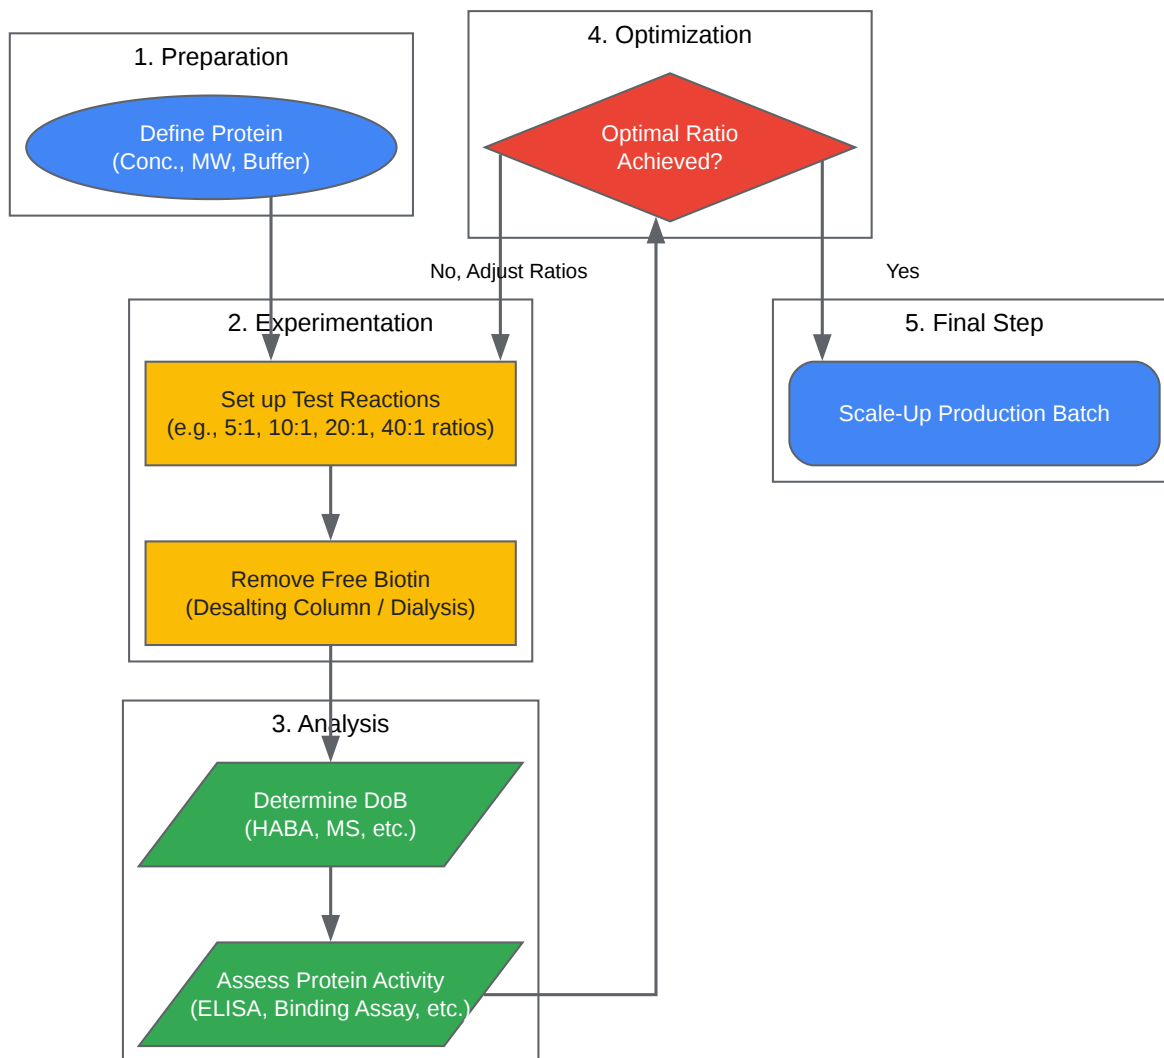 1. Preparation
Define Protein
(Conc., MW, Buffer)
4. Optimization
Optimal Ratio
Achieved?
No, Adjust Ratios
Yes
2. Experimentation
Set up Test Reactions
(e.g., 5:1, 10:1, 20:1, 40:1 ratios)
Remove Free Biotin
(Desalting Column / Dialysis)
5. Final Step
Scale-Up Production Batch
3. Analysis
Determine DoB
(HABA, MS, etc.)
Assess Protein Activity
(ELISA, Binding Assay, etc.)